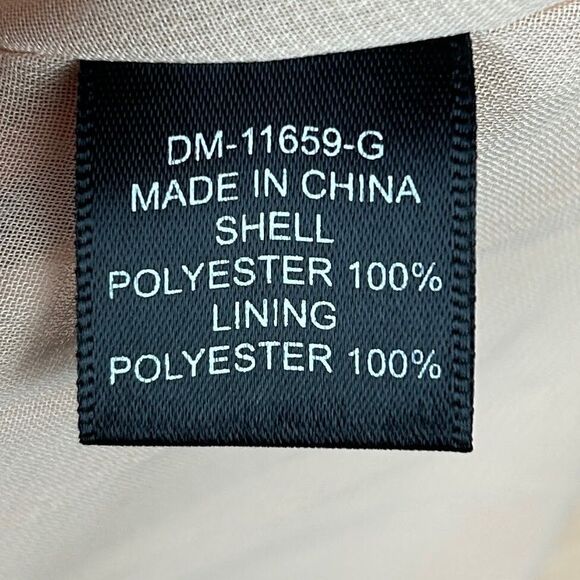 DM-11659-G
MADE IN CHINA
SHELL
POLYESTER 100%
LINING
POLYESTER 100%